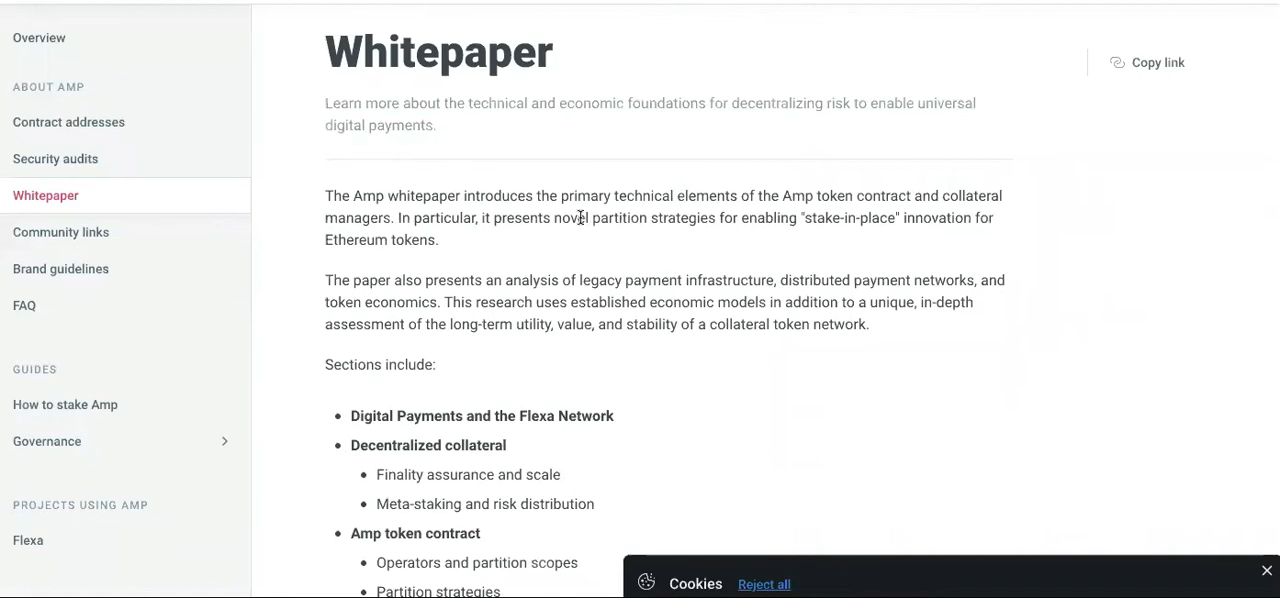 Overview
ABOUT AMP
Contract addresses
Security audits
Whitepaper
Community links
Brand guidelines
FAQ
GUIDES
How to stake Amp
Governance
PROJECTS USING AMP
Flexa
Whitepaper
Copy link
Learn more about the technical and economic foundations for decentralizing risk to enable universal
digital payments.
The Amp whitepaper introduces the primary technical elements of the Amp token contract and collateral
managers. In particular, it presents novel partition strategies for enabling "stake-in-place" innovation for
Ethereum tokens.
The paper also presents an analysis of legacy payment infrastructure, distributed payment networks, and
token economics. This research uses established economic models in addition to a unique, in-depth
assessment of the long-term utility, value, and stability of a collateral token network.
Sections include:
Digital Payments and the Flexa Network
Decentralized collateral
Finality assurance and scale
Meta-staking and risk distribution
Amp token contract
Operators and partition scopes
Partition strategies
Cookies
Reject all